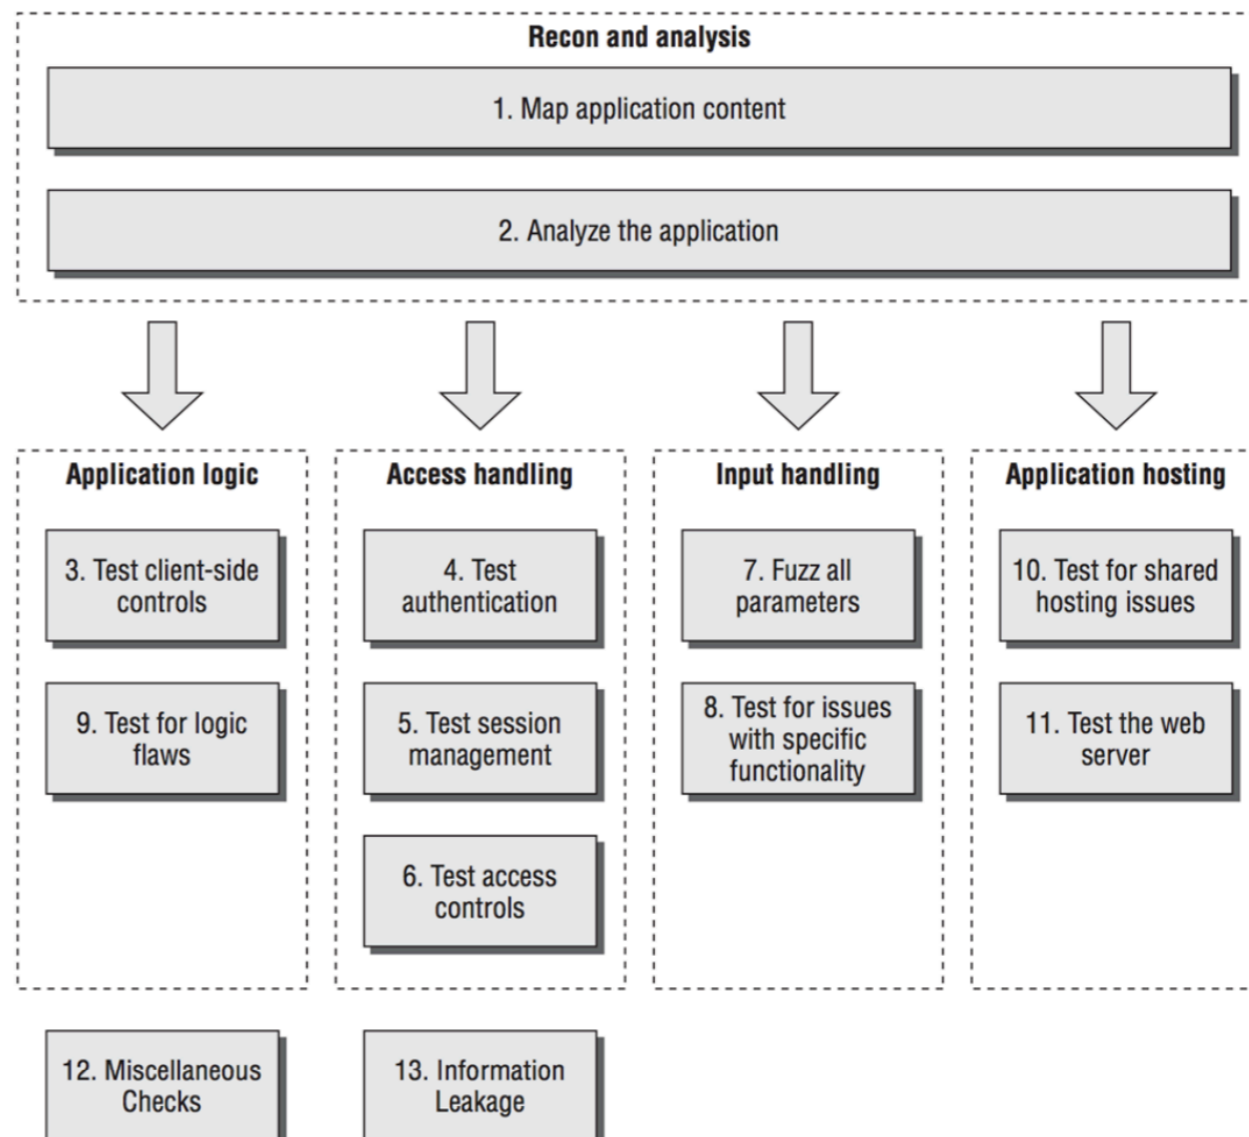 Recon and analysis
1. Map application content
2. Analyze the application
Application logic
3. Test client-side
controls
9. Test for logic
flaws
Access handling
4. Test
authentication
5. Test session
management
6. Test access
controls
Input handling
7. Fuzz all
parameters
8. Test for issues
with specific
functionality
Application hosting
10. Test for shared
hosting issues
11. Test the web
server
12. Miscellaneous
Checks
13. Information
Leakage